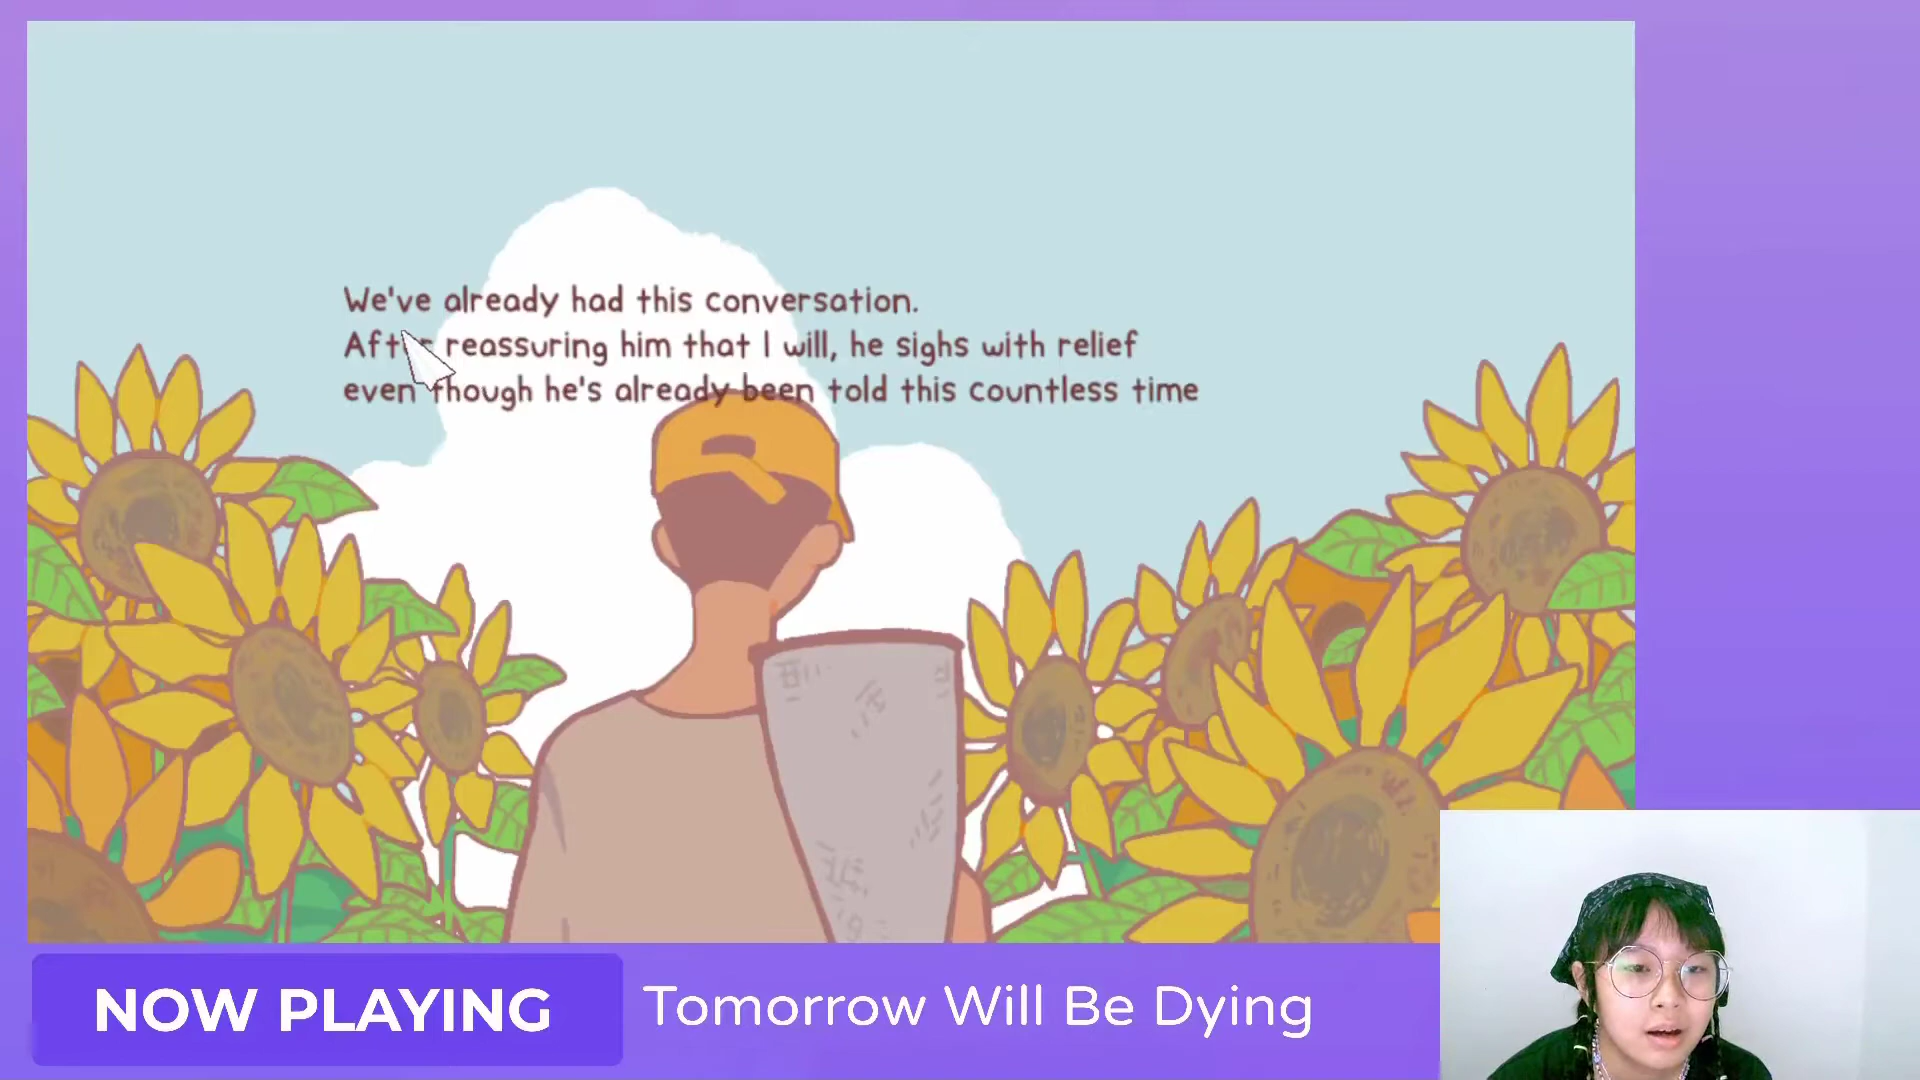 We've already had this conversation.
After reassuring him that I will, he sighs with relief
even though he's already been told this countless time
NOW PLAYING
Tomorrow Will Be Dying